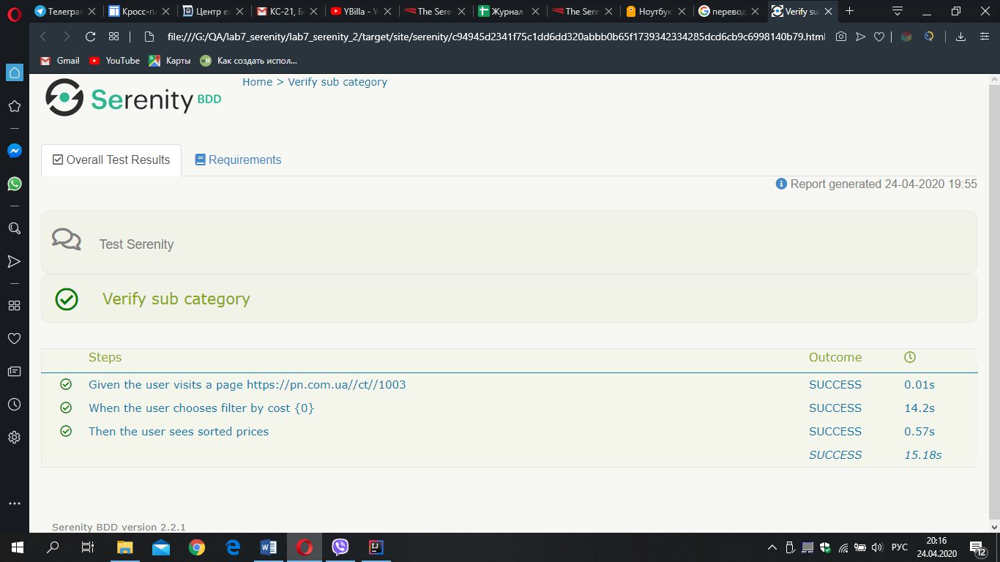 Телеграм
Кросс-пл
Центр ел
КС-21, Бе
YBilla - Yo
The Sere
Журнал
The Sere
Ноутбук
перевод
Verify su
file:///G:/QA/lab7_serenity/lab7_serenity_2/target/site/serenity/c94945d2341f75c1dd6dd320abbb0b65f1739342334285dcd6cb9c6998140b79.html
Gmail YouTube Карты Как создать испол...
Serenity BDD
Home > Verify sub category
Overall Test Results Requirements
Report generated 24-04-2020 19:55
Test Serenity
Verify sub category
Steps Outcome
Given the user visits a page https://pn.com.ua//ct//1003 SUCCESS 0.01s
When the user chooses filter by cost {0} SUCCESS 14.2s
Then the user sees sorted prices SUCCESS 0.57s
SUCCESS 15.18s
Serenity BDD version 2.2.1
РУС
20:16
24.04.2020
12